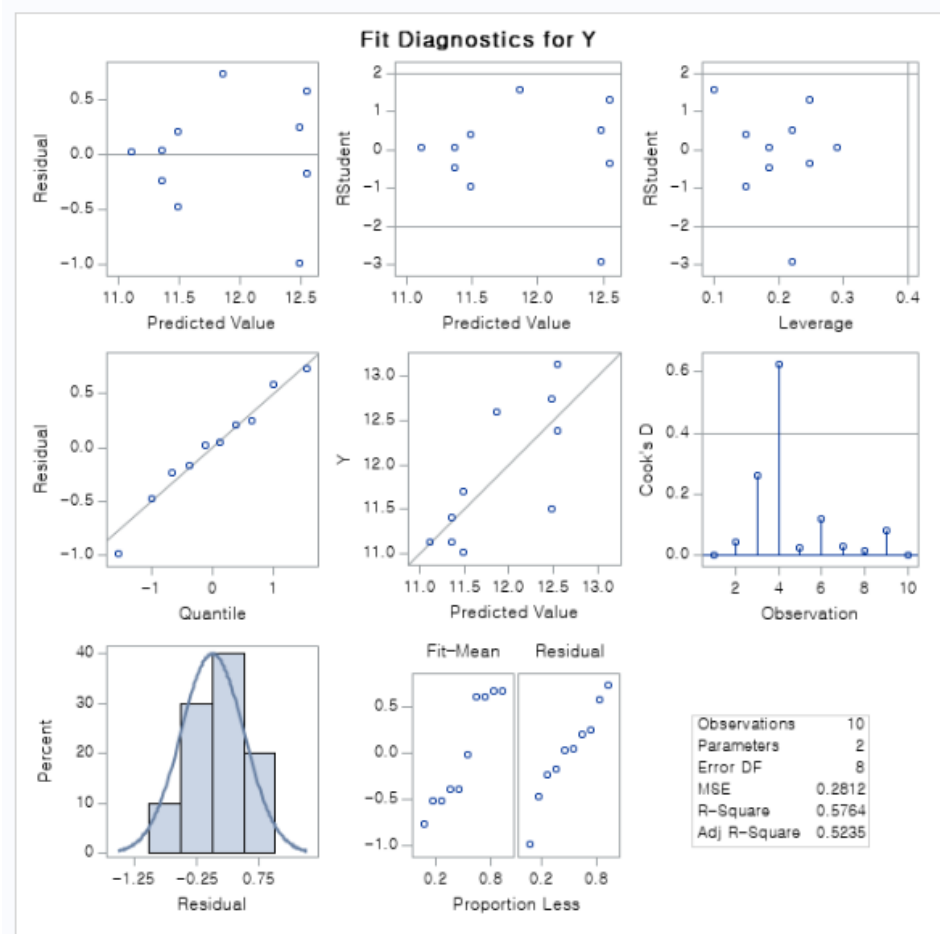 Fit Diagnostics for Y
Residual
0.5
0.0
-0.5
-1.0
11.0 11.5 12.0 12.5
Predicted Value
RStudent
2
1
0
-1
-2
-3
11.0 11.5 12.0 12.5
Predicted Value
RStudent
2
1
0
-1
-2
-3
0.1 0.2 0.3 0.4
Leverage
Residual
0.5
0.0
-0.5
-1.0
-1 0 1
Quantile
Y
13.0
12.5
12.0
11.5
11.0
11.0 11.5 12.0 12.5 13.0
Predicted Value
Cook's D
0.6
0.4
0.2
0.0
2 4 6 8 10
Observation
Percent
40
30
20
10
0
-1.25 -0.25 0.75
Residual
Fit-Mean Residual
0.5
0.0
-0.5
-1.0
0.2 0.8 0.2 0.8
Proportion Less
Observations 10
Parameters 2
Error DF 8
MSE 0.2812
R-Square 0.5764
Adj R-Square 0.5235